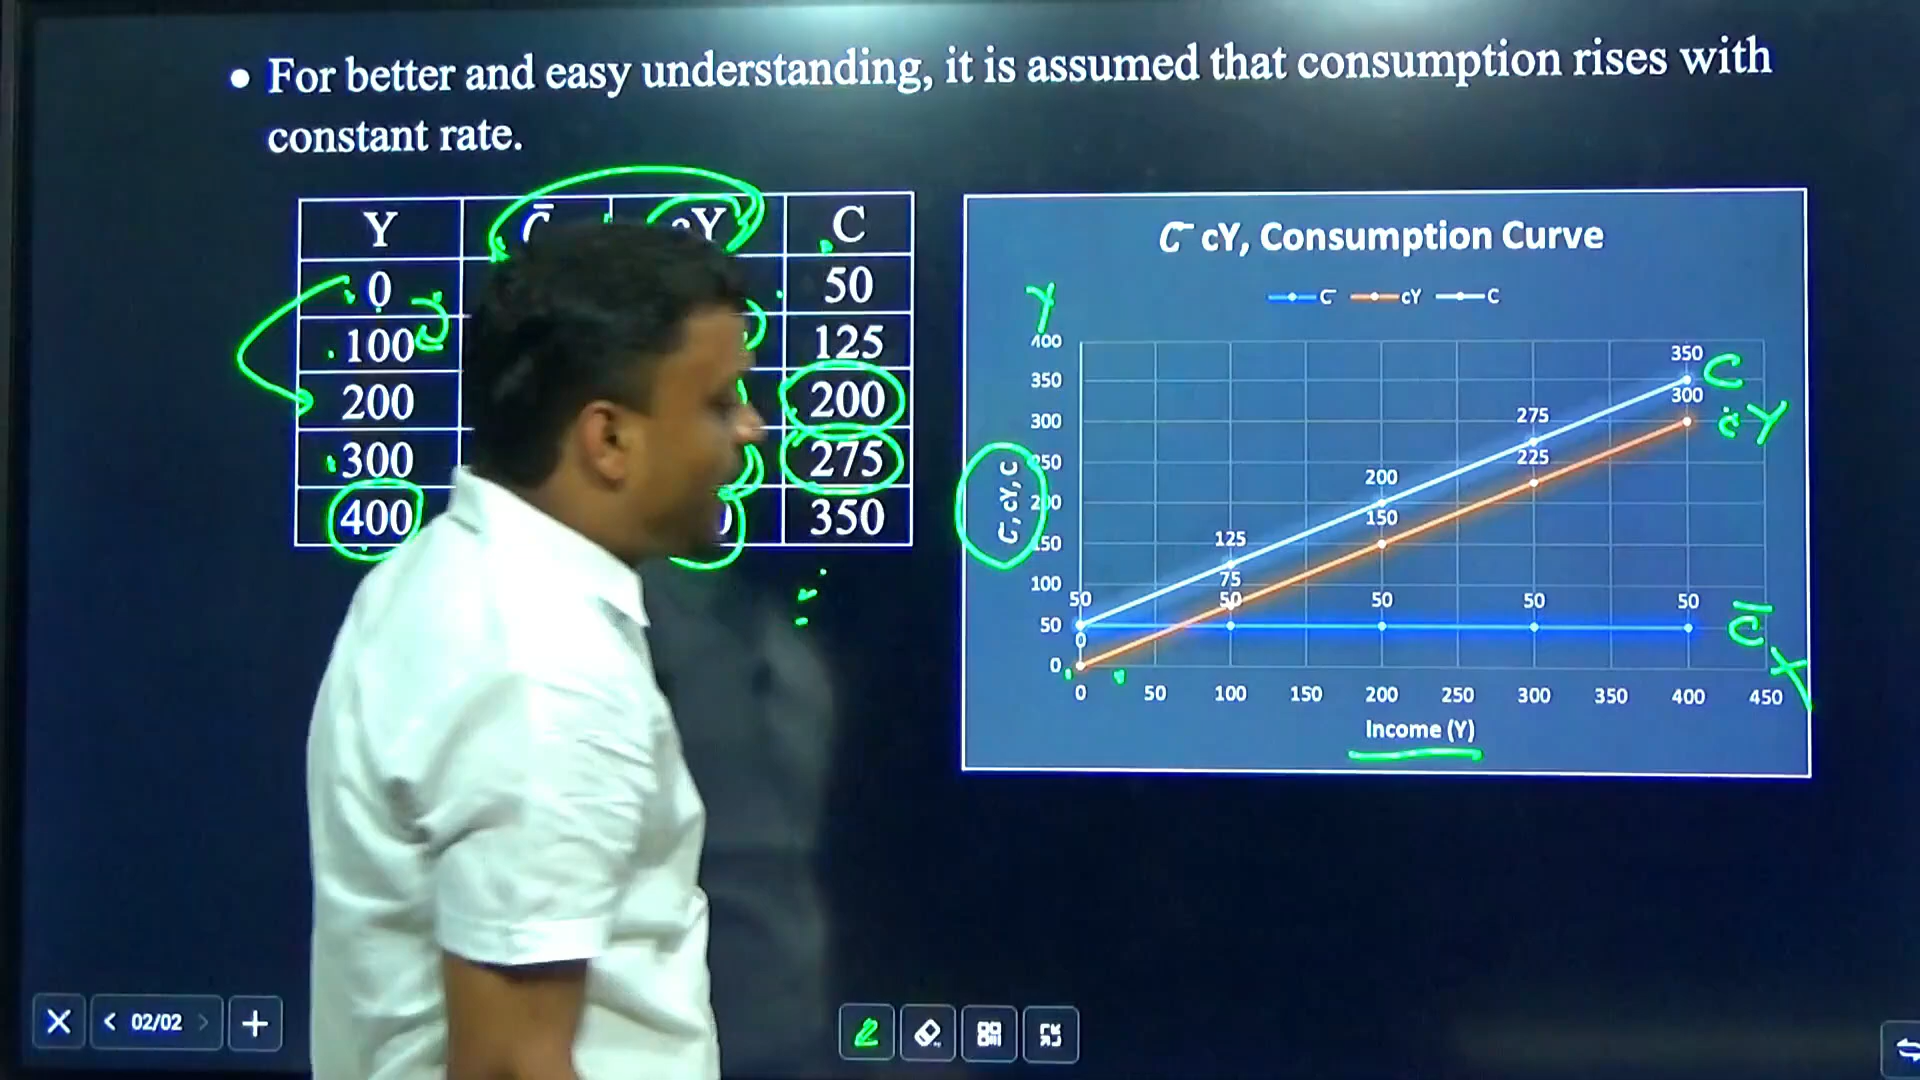 • For better and easy understanding, it is assumed that consumption rises with
constant rate.
Y C̄ cY C
0 50
100 125
200 200
300 275
400 350
C̄ cY, Consumption Curve
C̄ cY C
Y
400
350
300
250
200
150
100
50
0
C̄, cY, C
50 125 200 275 350
0 75 150 225 300
50 50 50 50
C
cY
C̄
X
0 50 100 150 200 250 300 350 400 450
Income (Y)
02/02